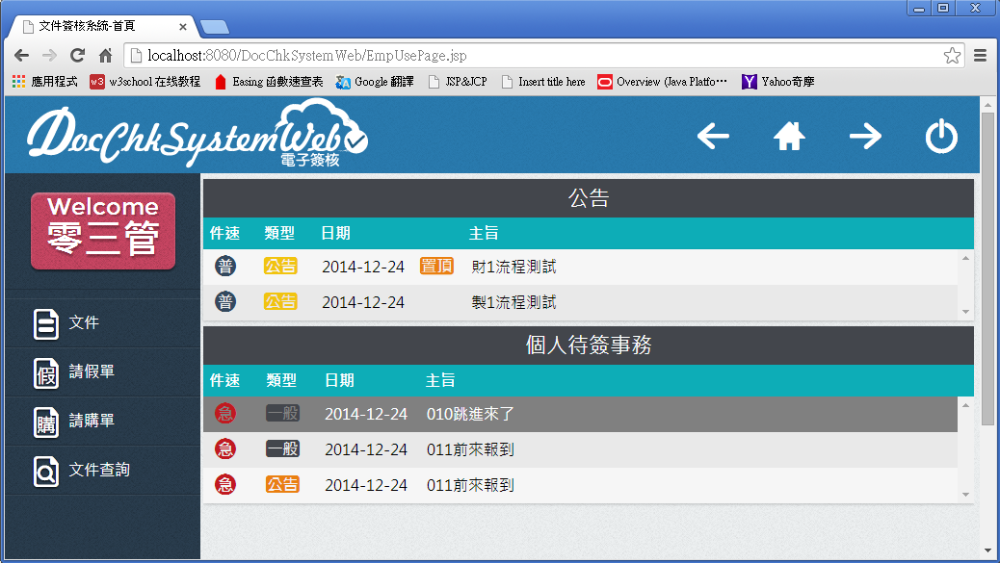 文件簽核系統-首頁
localhost:8080/DocChkSystemWeb/EmpUsePage.jsp
應用程式 w3 w3school 在线教程 Easing 函數速查表 Google 翻譯 JSP&JCP Insert title here Overview (Java Platfo… Yahoo奇摩
DocChkSystemWeb
電子簽核
Welcome
零三管
文件
假 請假單
購 請購單
文件查詢
公告
件速 類型 日期 主旨
普 公告 2014-12-24 置頂 財1流程測試
普 公告 2014-12-24 製1流程測試
個人待簽事務
件速 類型 日期 主旨
急 一般 2014-12-24 010跳進來了
急 一般 2014-12-24 011前來報到
急 公告 2014-12-24 011前來報到